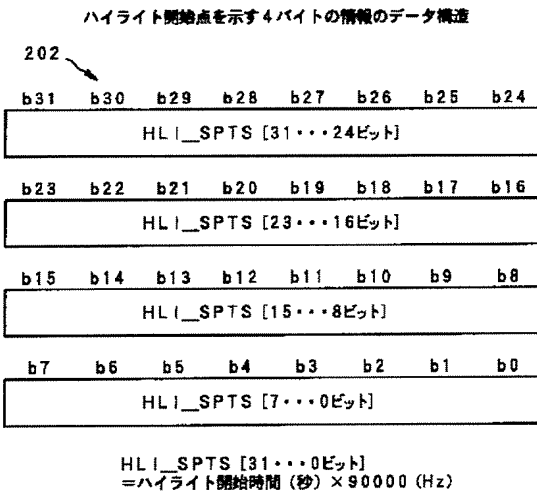 ハイライト開始点を示す4バイトの情報のデータ構造
202
b31 b30 b29 b28 b27 b26 b25 b24
HLI_SPTS [31・・・24ビット]
b23 b22 b21 b20 b19 b18 b17 b16
HLI_SPTS [23・・・16ビット]
b15 b14 b13 b12 b11 b10 b9 b8
HLI_SPTS [15・・・8ビット]
b7 b6 b5 b4 b3 b2 b1 b0
HLI_SPTS [7・・・0ビット]
HLI_SPTS [31・・・0ビット]
=ハイライト開始時間(秒)×90000(Hz)